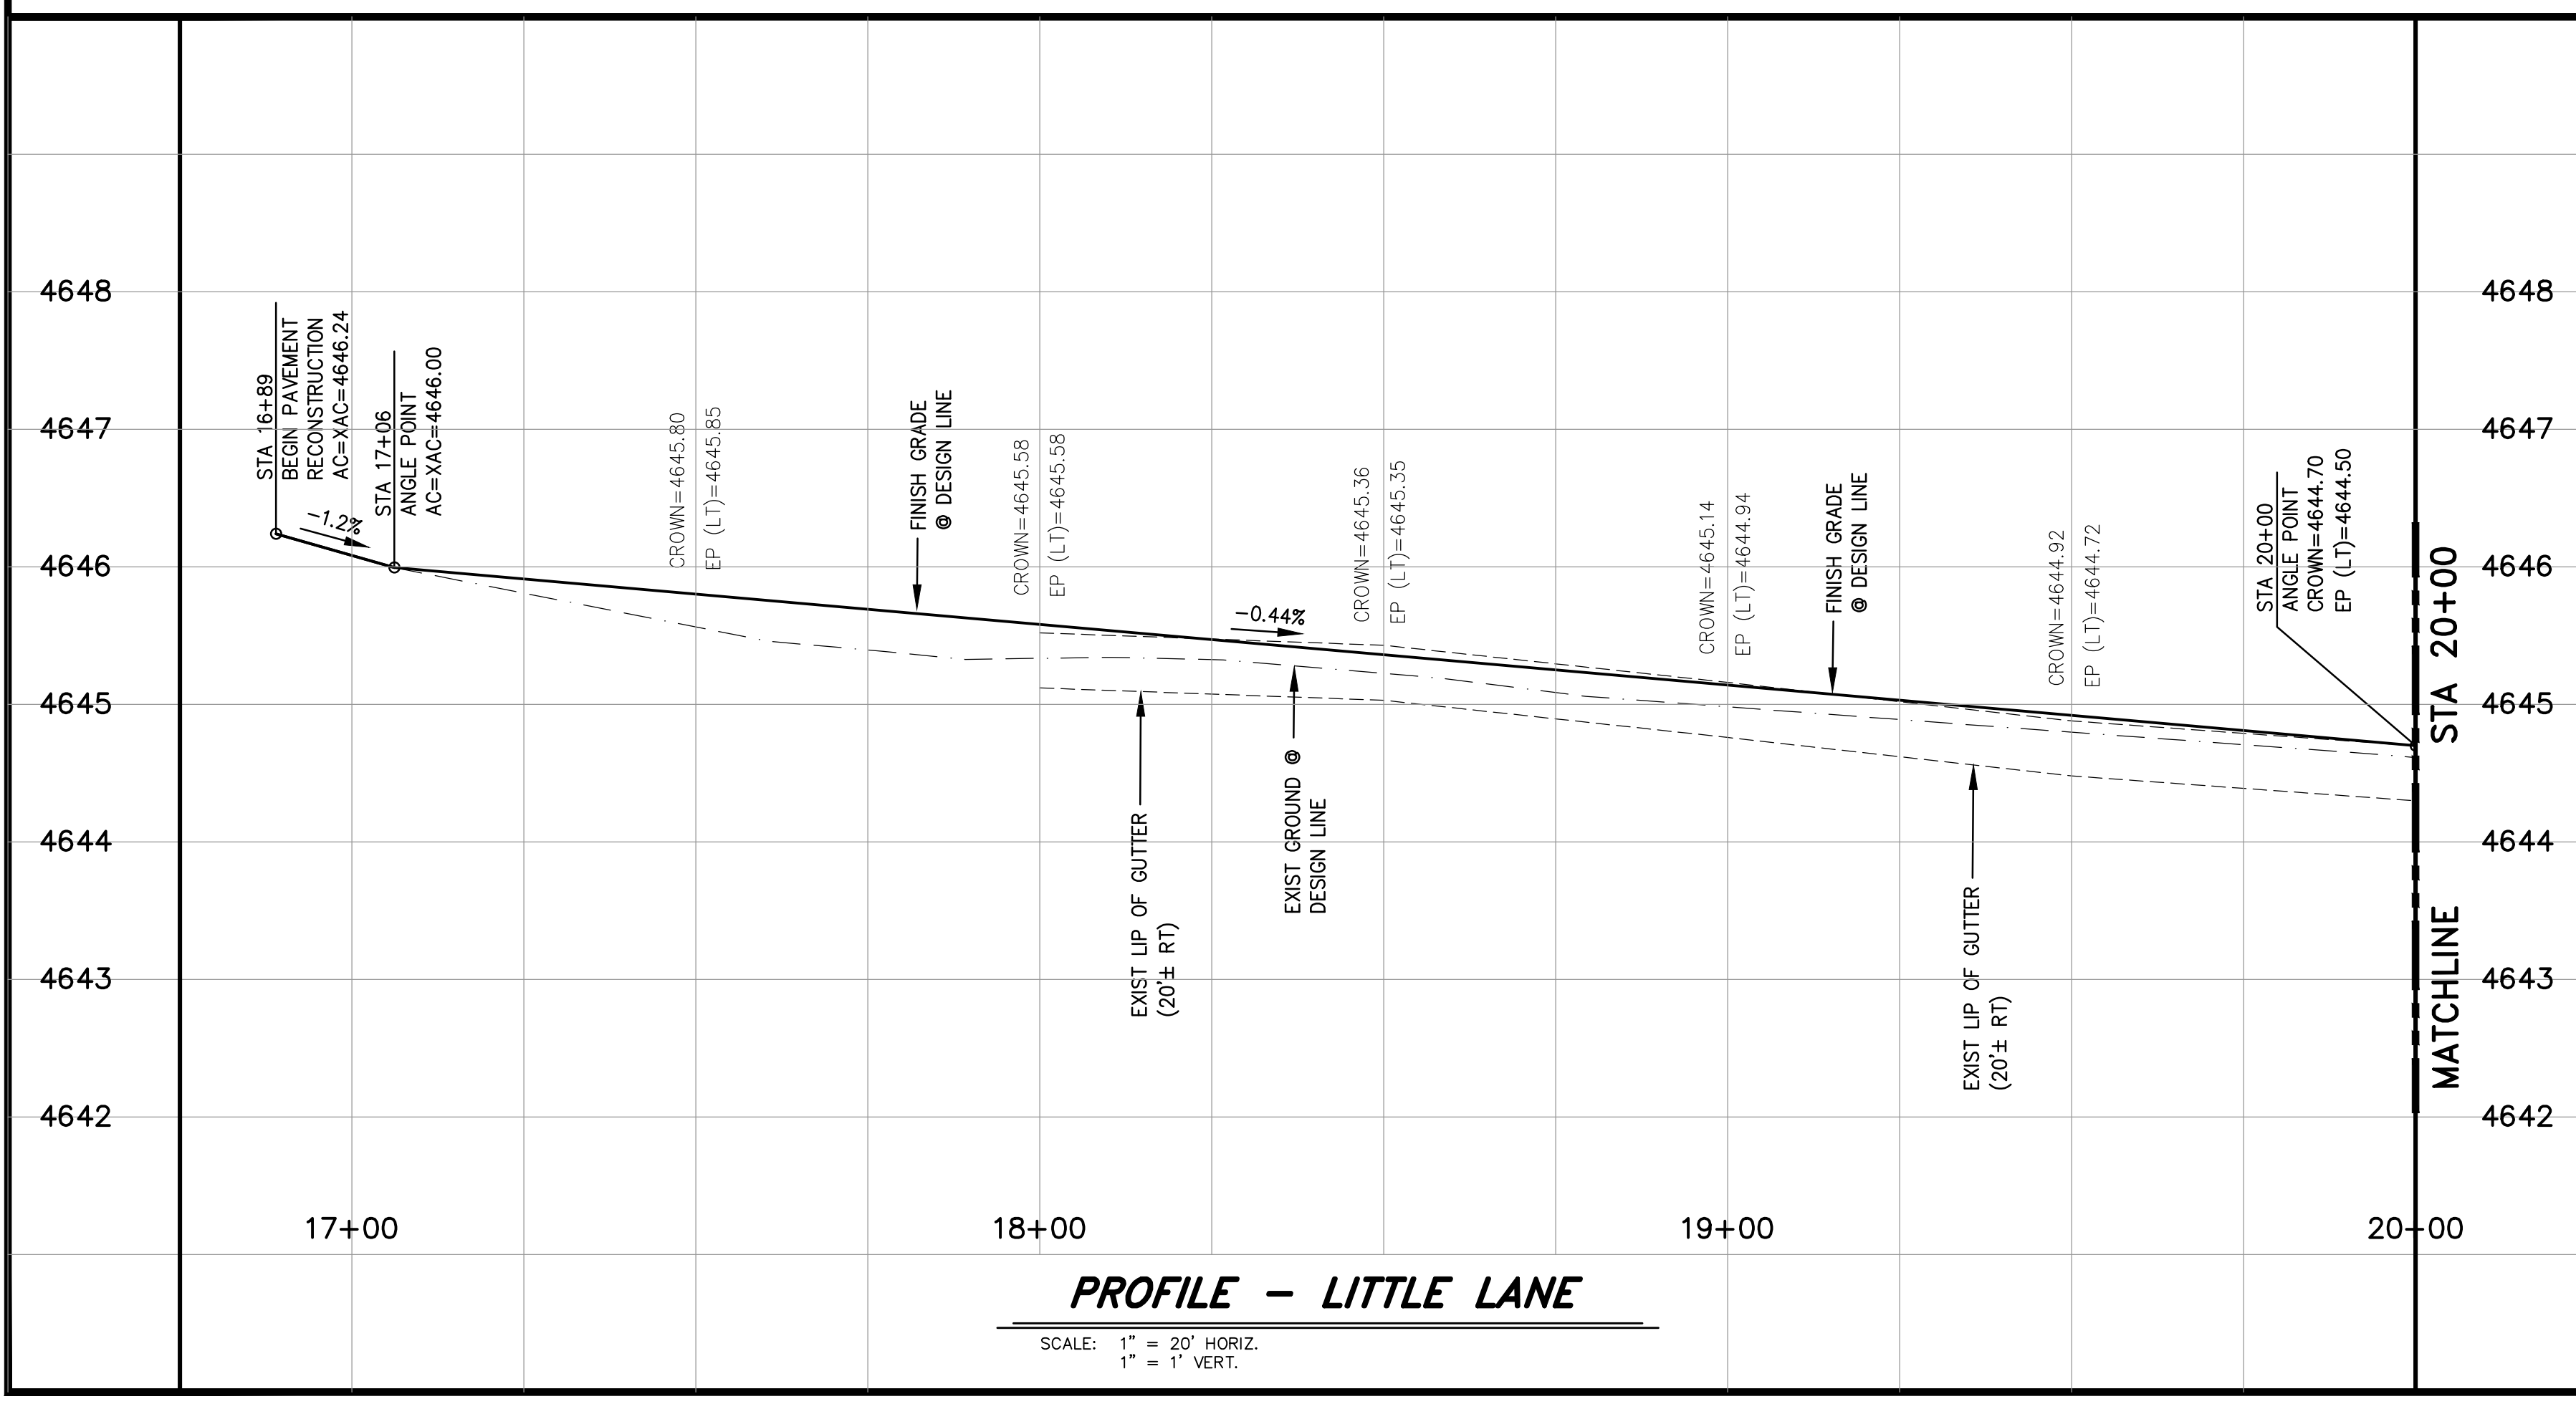 4648
4647
4646
4645
4644
4643
4642
STA 16+89
BEGIN PAVEMENT
RECONSTRUCTION
AC=XAC=4646.24
-1.2%
STA 17+06
ANGLE POINT
AC=XAC=4646.00
CROWN=4645.80
EP (LT)=4645.85
FINISH GRADE
@ DESIGN LINE
CROWN=4645.58
EP (LT)=4645.58
EXIST LIP OF GUTTER
(20'± RT)
-0.44%
EXIST GROUND @
DESIGN LINE
CROWN=4645.36
EP (LT)=4645.35
CROWN=4645.14
EP (LT)=4644.94
FINISH GRADE
@ DESIGN LINE
EXIST LIP OF GUTTER
(20'± RT)
CROWN=4644.92
EP (LT)=4644.72
STA 20+00
ANGLE POINT
CROWN=4644.70
EP (LT)=4644.50
MATCHLINE STA 20+00
4648
4647
4646
4645
4644
4643
4642
17+00
18+00
19+00
20+00
PROFILE - LITTLE LANE
SCALE: 1" = 20' HORIZ.
1" = 1' VERT.